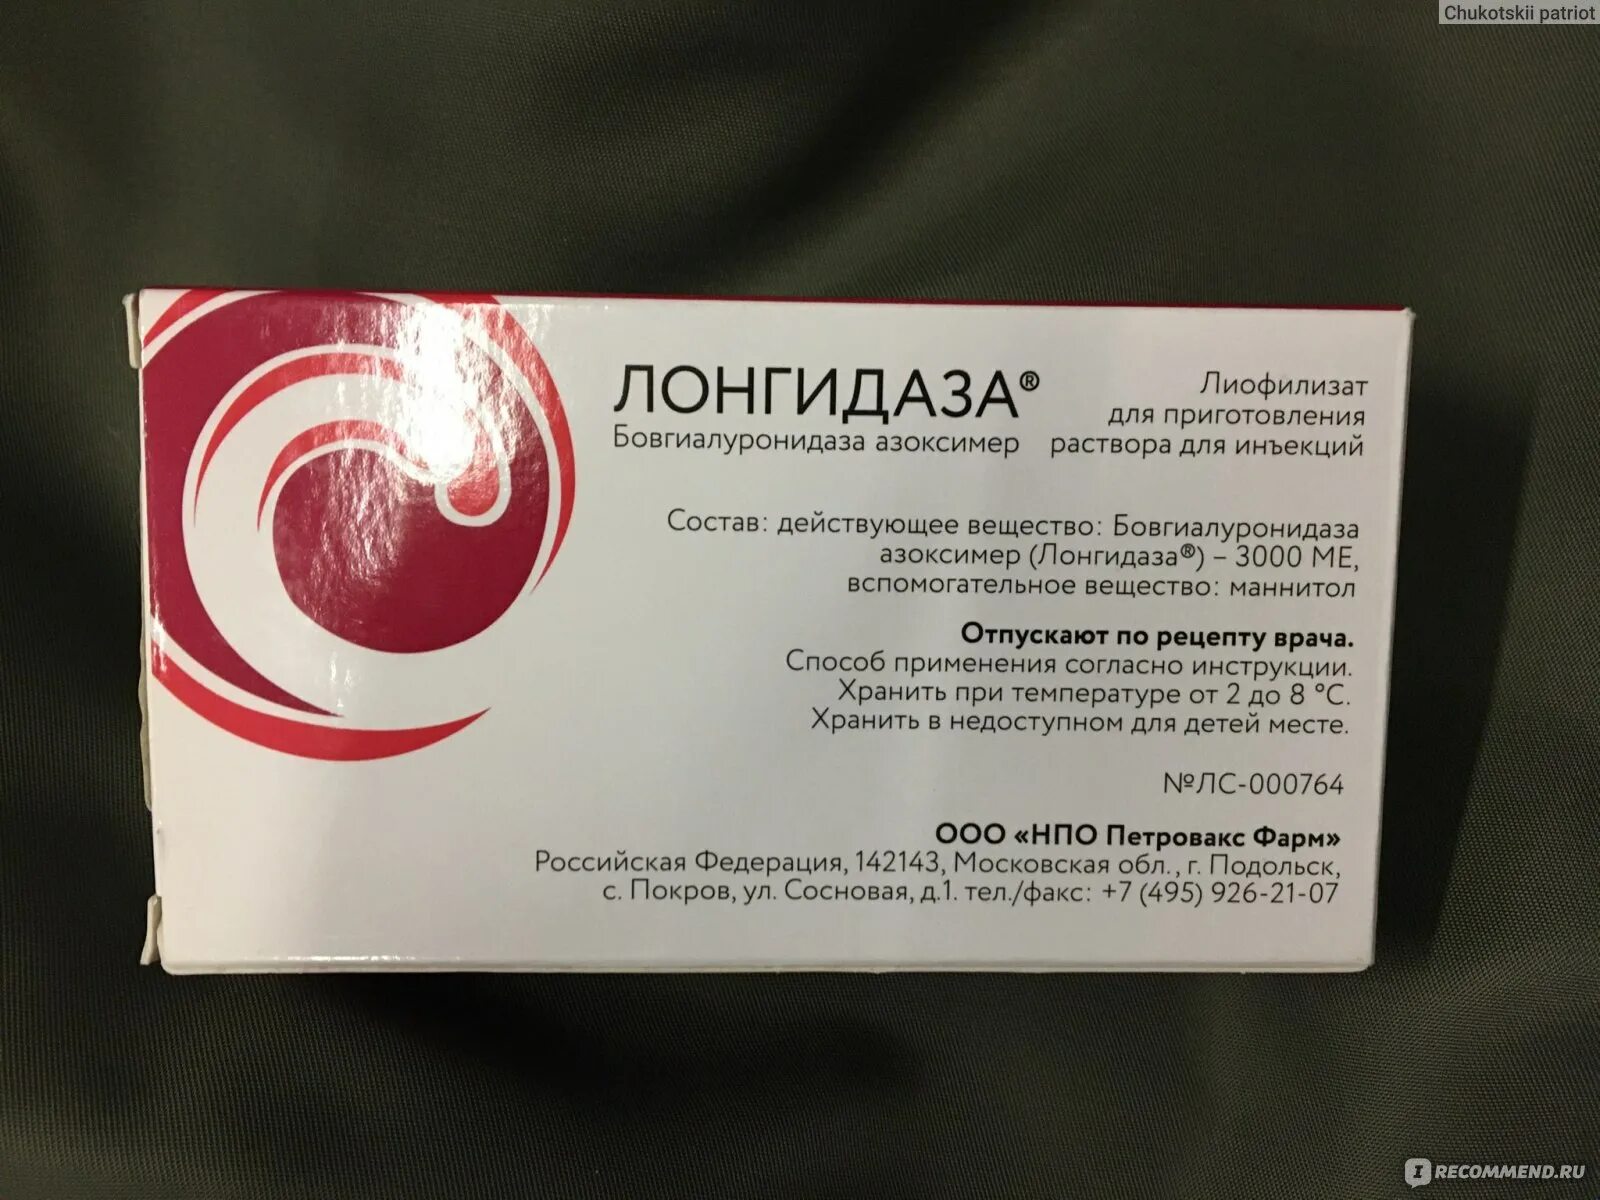 Chukotskii patriot
ЛОНГИДАЗА®
Бовгиалуронидаза азоксимер
Лиофилизат
для приготовления
раствора для инъекций
Состав: действующее вещество: Бовгиалуронидаза
азоксимер (Лонгидаза®) – 3000 МЕ,
вспомогательное вещество: маннитол
Отпускают по рецепту врача.
Способ применения согласно инструкции.
Хранить при температуре от 2 до 8 °С.
Хранить в недоступном для детей месте.
№ЛС-000764
ООО «НПО Петровакс Фарм»
Российская Федерация, 142143, Московская обл., г. Подольск,
с. Покров, ул. Сосновая, д.1. тел./факс: +7 (495) 926-21-07
IRECOMMEND.RU